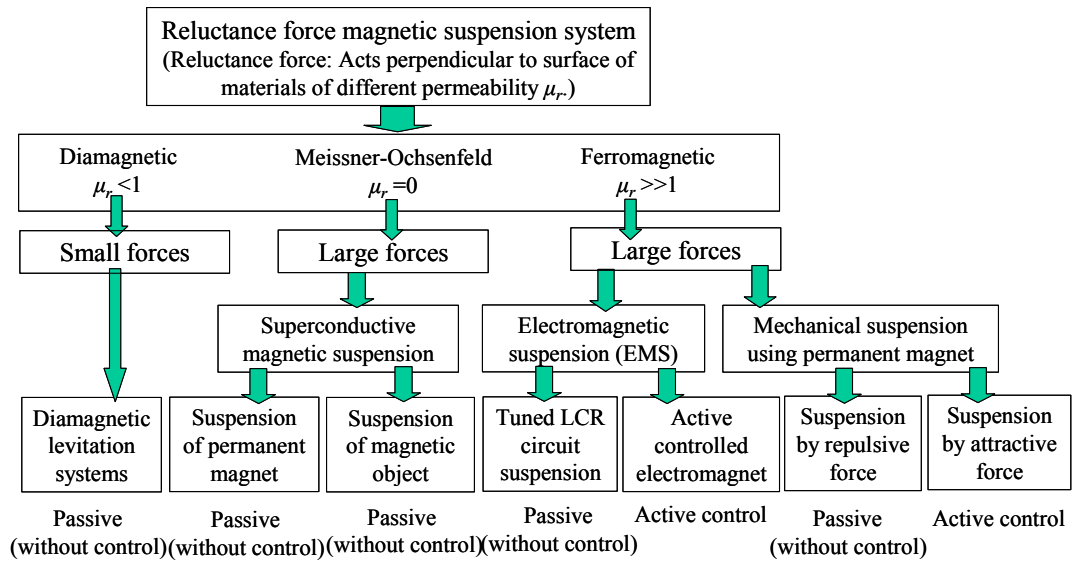 Reluctance force magnetic suspension system
(Reluctance force: Acts perpendicular to surface of
materials of different permeability μr.)
Diamagnetic
μr <1
Meissner-Ochsenfeld
μr =0
Ferromagnetic
μr >>1
Small forces
Large forces
Large forces
Superconductive
magnetic suspension
Electromagnetic
suspension (EMS)
Mechanical suspension
using permanent magnet
Diamagnetic
levitation
systems
Suspension
of permanent
magnet
Suspension
of magnetic
object
Tuned LCR
circuit
suspension
Active
controlled
electromagnet
Suspension
by repulsive
force
Suspension
by attractive
force
Passive
(without control)
Passive
(without control)
Passive
(without control)
Passive
(without control)
Active control
Passive
(without control)
Active control